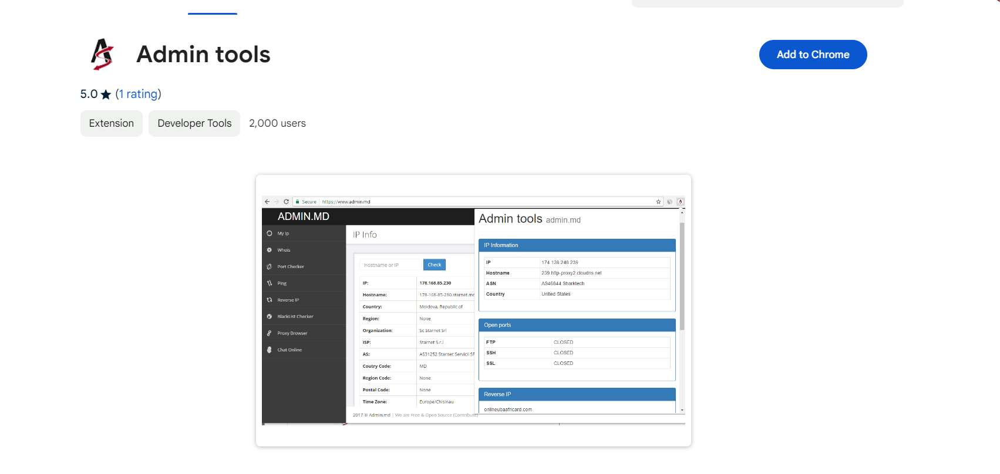 Admin tools
Add to Chrome
5.0 ★ (1 rating)
Extension
Developer Tools
2,000 users
Secure
https://www.admin.md
ADMIN.MD
My Ip
Whois
Port Checker
Ping
Reverse IP
BlackList Checker
Proxy Browser
Chat Online
IP Info
Hostname or IP
Check
IP: 178.168.85.230
Hostname: 178-168-85-230.starnet.mc
Country: Moldova, Republic of
Region: None
Organization: Sc Starnet Srl
ISP: Starnet S.r.l
AS: AS31252 Starnet Servicii SF
Coutry Code: MD
Region Code: None
Postal Code: None
Time Zone: Europe/Chisinau
2017 © Admin.md | We are Free & Open Source (Contribute)
Admin tools admin.md
IP Information
IP 174.128.248.239
Hostname 239.http-proxy2.cloudns.net
ASN AS46844 Sharktech
Country United States
Open ports
FTP CLOSED
SSH CLOSED
SSL CLOSED
Reverse IP
onlineubaafricard.com